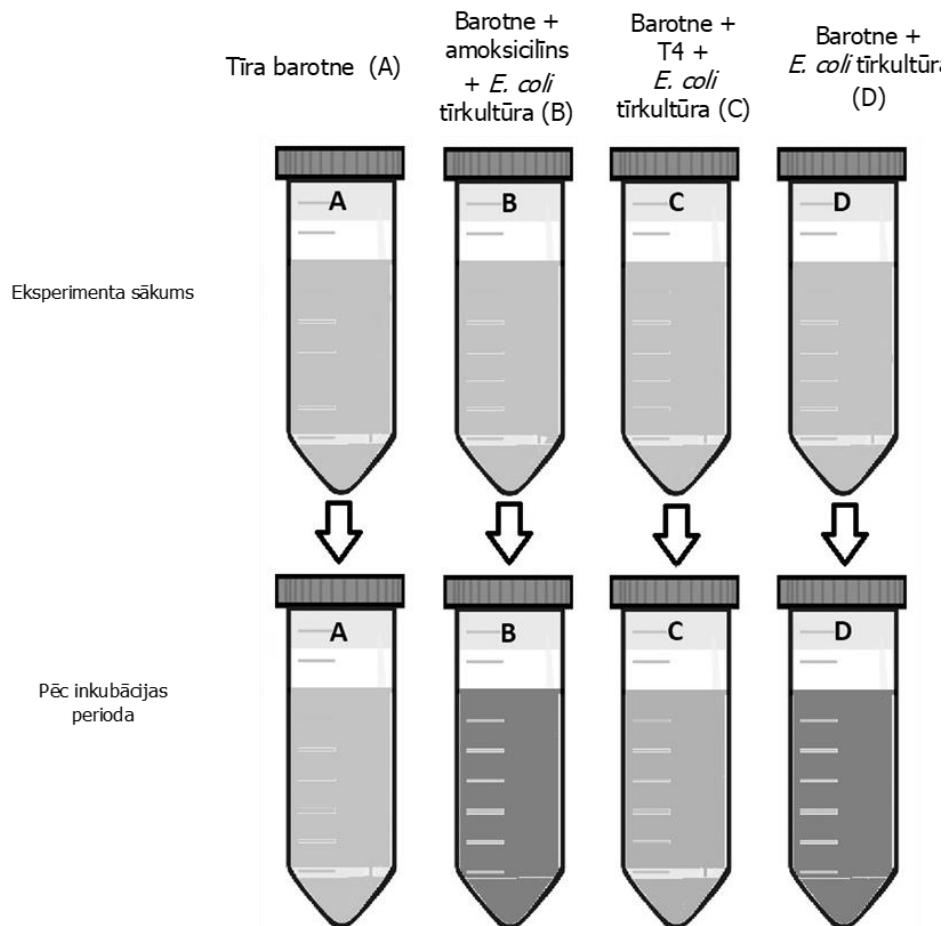 Tīra barotne (A)
Barotne +
amoksicilīns
+ E. coli
tīrkultūra (B)
Barotne +
T4 +
E. coli
tīrkultūra (C)
Barotne +
E. coli tīrkultūra
(D)
A
B
C
D
Eksperimenta sākums
A
B
C
D
Pēc inkubācijas
perioda